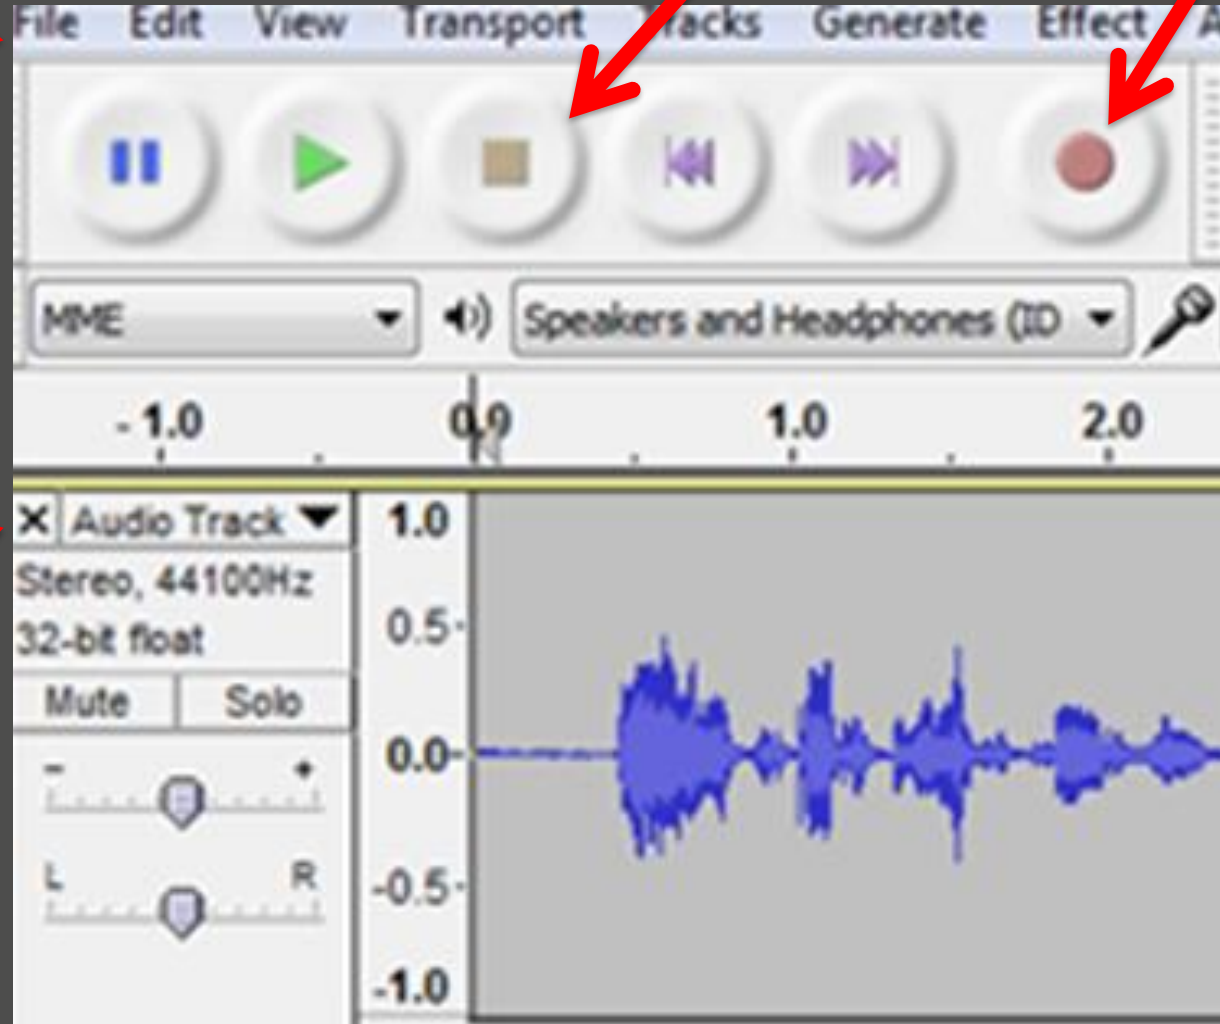 File Edit View Transport Tracks Generate Effect A
MME Speakers and Headphones (ID
- 1.0 0.0 1.0 2.0
X Audio Track
Stereo, 44100Hz
32-bit float
Mute Solo
- +
L R
1.0
0.5
0.0
-0.5
-1.0